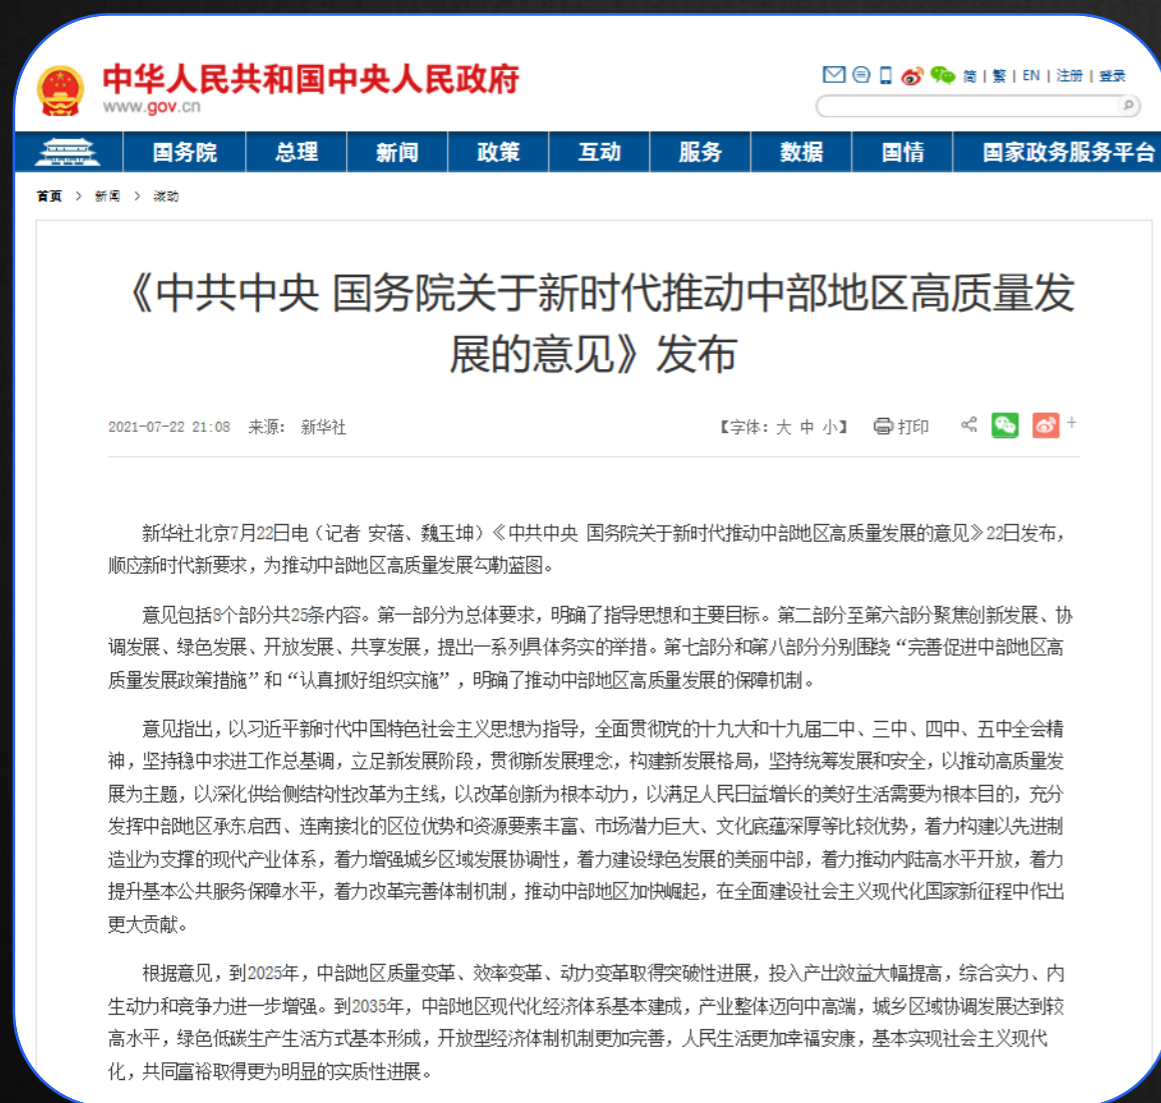 中华人民共和国中央人民政府
www.gov.cn
简 | 繁 | EN | 注册 | 登录
国务院 总理 新闻 政策 互动 服务 数据 国情 国家政务服务平台
首页 > 新闻 > 滚动
《中共中央 国务院关于新时代推动中部地区高质量发
展的意见》发布
2021-07-22 21:08 来源： 新华社 【字体：大 中 小】 打印 +
新华社北京7月22日电（记者 安蓓、魏玉坤）《中共中央 国务院关于新时代推动中部地区高质量发展的意见》22日发布，
顺应新时代新要求，为推动中部地区高质量发展勾勒蓝图。
意见包括8个部分共25条内容。第一部分为总体要求，明确了指导思想和主要目标。第二部分至第六部分聚焦创新发展、协
调发展、绿色发展、开放发展、共享发展，提出一系列具体务实的举措。第七部分和第八部分分别围绕“完善促进中部地区高
质量发展政策措施”和“认真抓好组织实施”，明确了推动中部地区高质量发展的保障机制。
意见指出，以习近平新时代中国特色社会主义思想为指导，全面贯彻党的十九大和十九届二中、三中、四中、五中全会精
神，坚持稳中求进工作总基调，立足新发展阶段，贯彻新发展理念，构建新发展格局，坚持统筹发展和安全，以推动高质量发
展为主题，以深化供给侧结构性改革为主线，以改革创新为根本动力，以满足人民日益增长的美好生活需要为根本目的，充分
发挥中部地区承东启西、连南接北的区位优势和资源要素丰富、市场潜力巨大、文化底蕴深厚等比较优势，着力构建以先进制
造业为支撑的现代产业体系，着力增强城乡区域发展协调性，着力建设绿色发展的美丽中部，着力推动内陆高水平开放，着力
提升基本公共服务保障水平，着力改革完善体制机制，推动中部地区加快崛起，在全面建设社会主义现代化国家新征程中作出
更大贡献。
根据意见，到2025年，中部地区质量变革、效率变革、动力变革取得突破性进展，投入产出效益大幅提高，综合实力、内
生动力和竞争力进一步增强。到2035年，中部地区现代化经济体系基本建成，产业整体迈向中高端，城乡区域协调发展达到较
高水平，绿色低碳生产生活方式基本形成，开放型经济体制机制更加完善，人民生活更加幸福安康，基本实现社会主义现代
化，共同富裕取得更为明显的实质性进展。